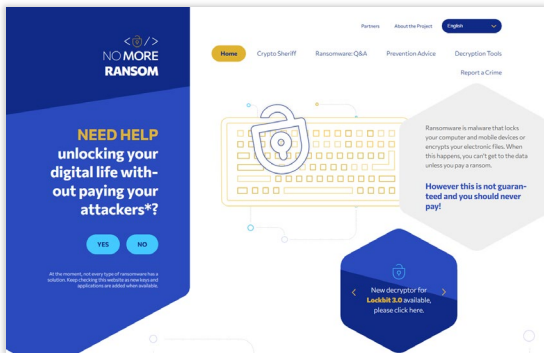 < /> 
NO MORE
RANSOM
Partners About the Project English
Home Crypto Sheriff Ransomware: Q&A Prevention Advice Decryption Tools
Report a Crime
NEED HELP
unlocking your
digital life with-
out paying your
attackers*?
YES NO
At the moment, not every type of ransomware has a
solution. Keep checking this website as new keys and
applications are added when available.
Ransomware is malware that locks
your computer and mobile devices or
encrypts your electronic files. When
this happens, you can't get to the data
unless you pay a ransom.
However this is not guaran-
teed and you should never
pay!
New decryptor for
Lockbit 3.0 available,
please click here.